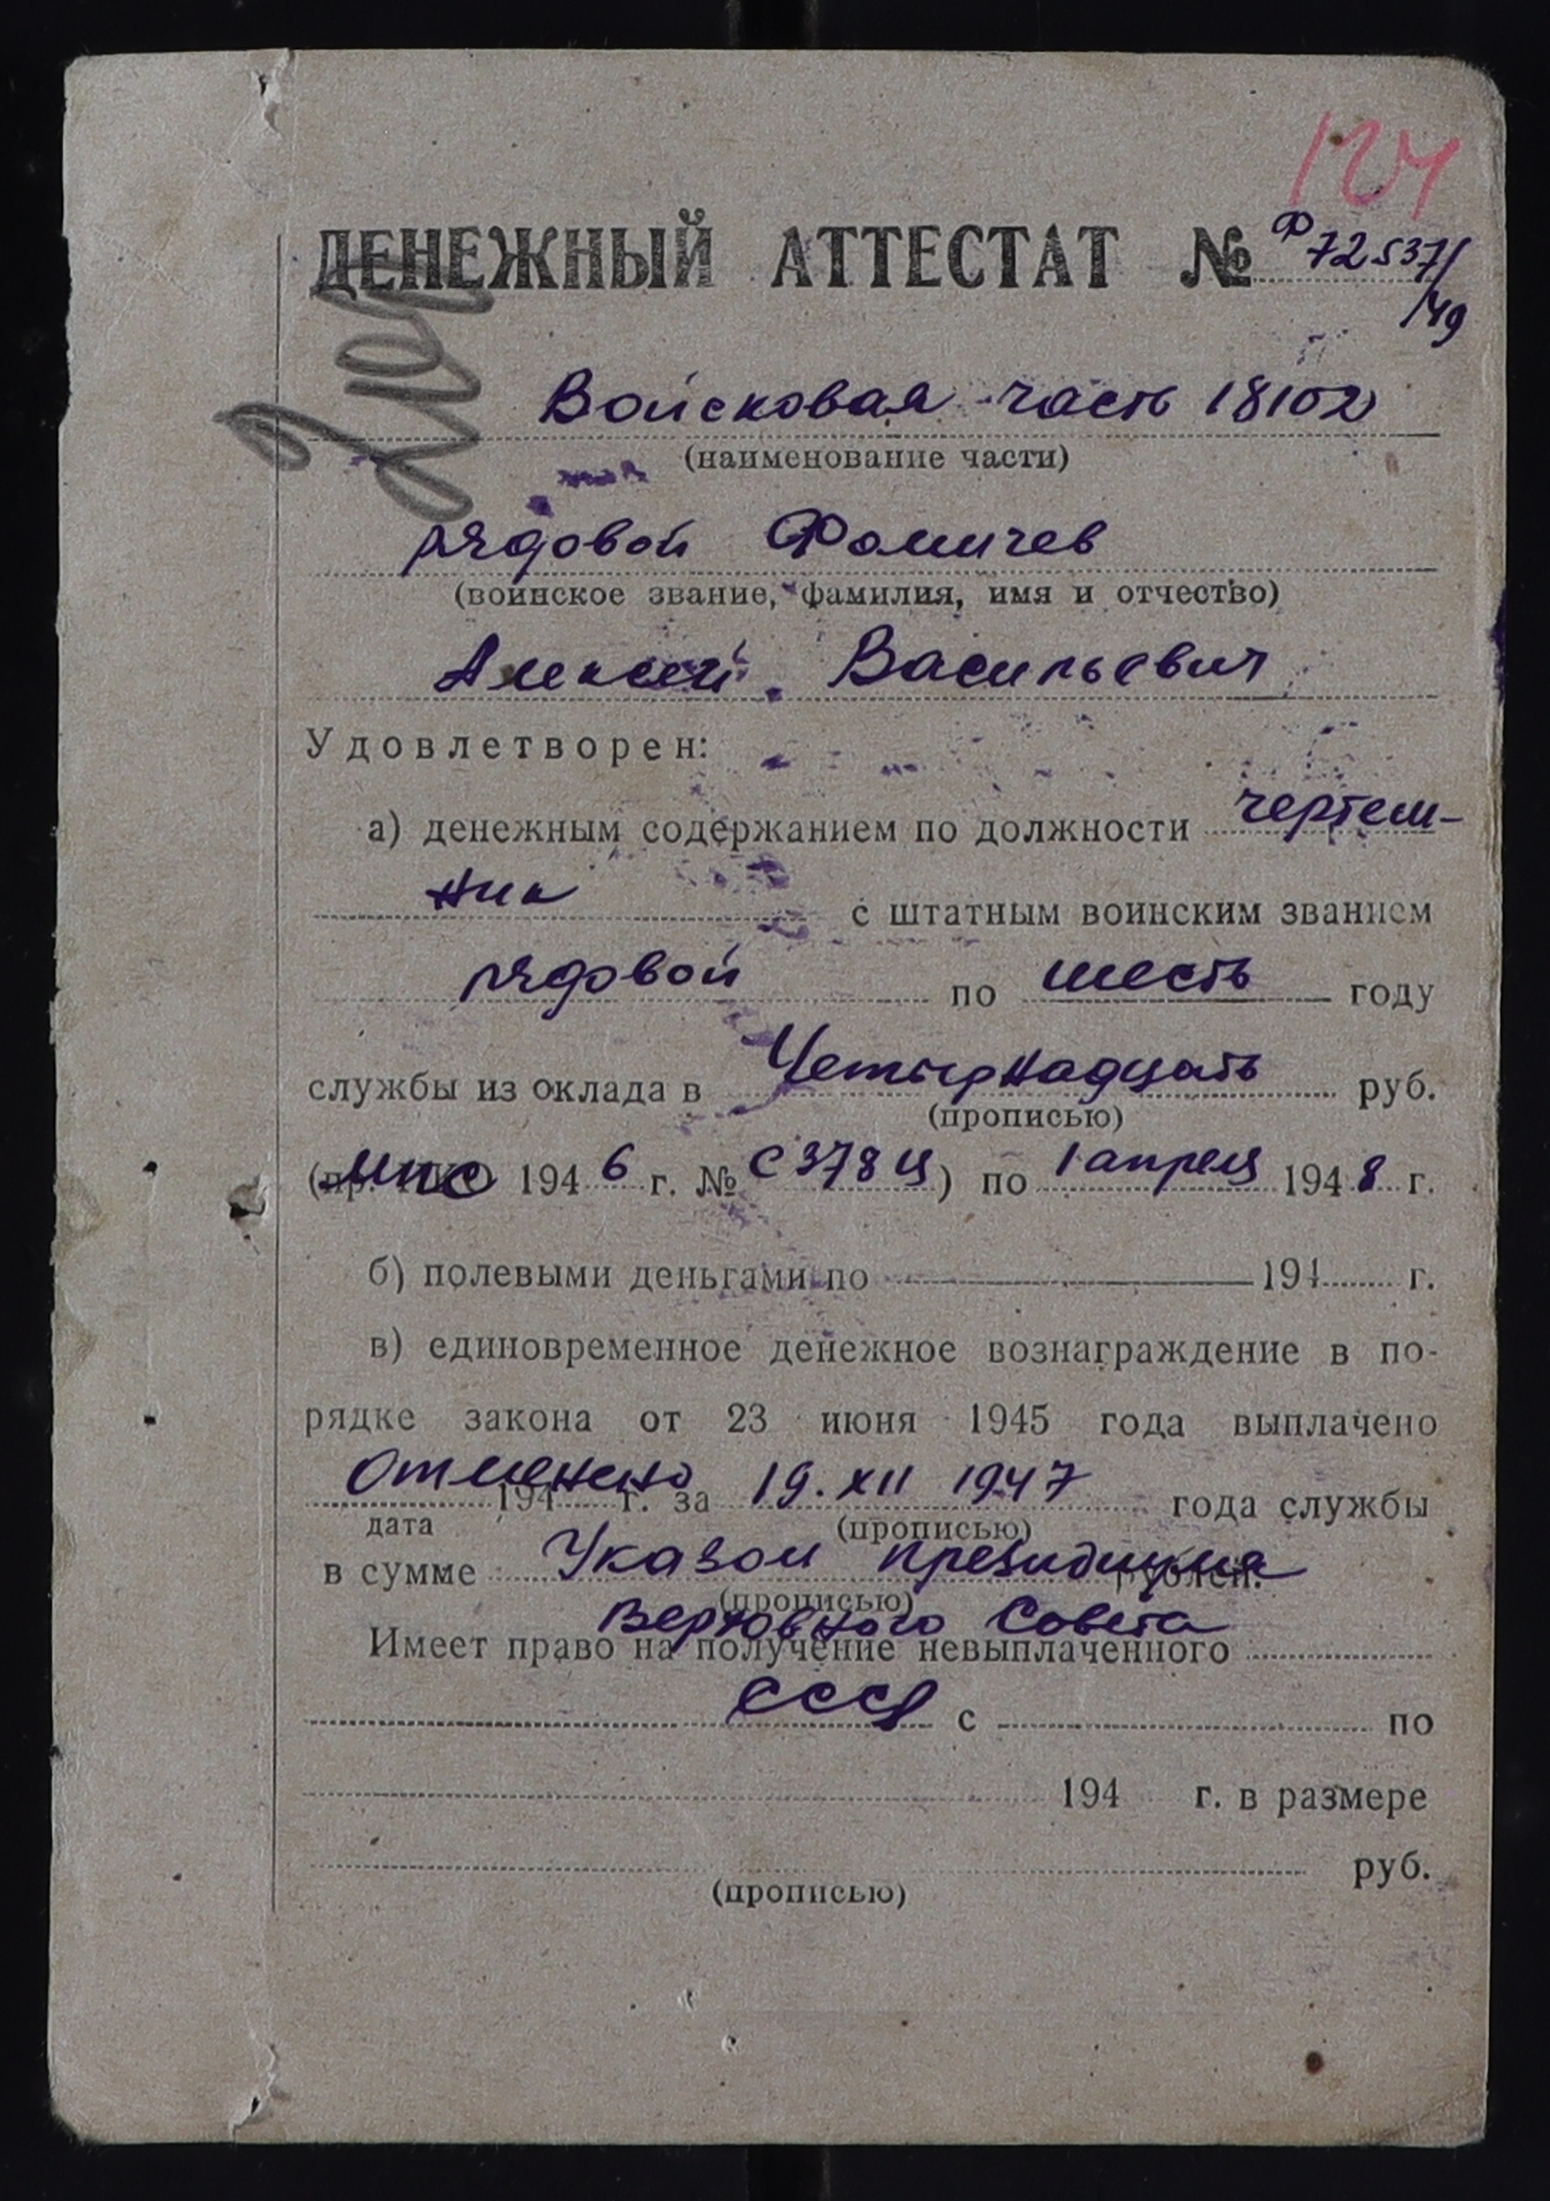 124
ДЕНЕЖНЫЙ АТТЕСТАТ № Ф 72537/
/49
Войсковая часть 18102
(наименование части)
рядовой Фомичев
(воинское звание, фамилия, имя и отчество)
Алексей Васильевич
Удовлетворен:
а) денежным содержанием по должности чертеж-
ник с штатным воинским званием
рядовой по шесть году
службы из оклада в Четырнадцать руб.
(прописью)
1946 г. № с 378 ц) по 1 апрец 1948 г.
б) полевыми деньгами по — 194 г.
в) единовременное денежное вознаграждение в по-
рядке закона от 23 июня 1945 года выплачено
Отменено 194 г. за 19.XII 1947 года службы
дата (прописью)
в сумме Указом президиума рублей.
(прописью)
Верховного Совета
Имеет право на получение невыплаченного
СССР с по
194 г. в размере
руб.
(прописью)